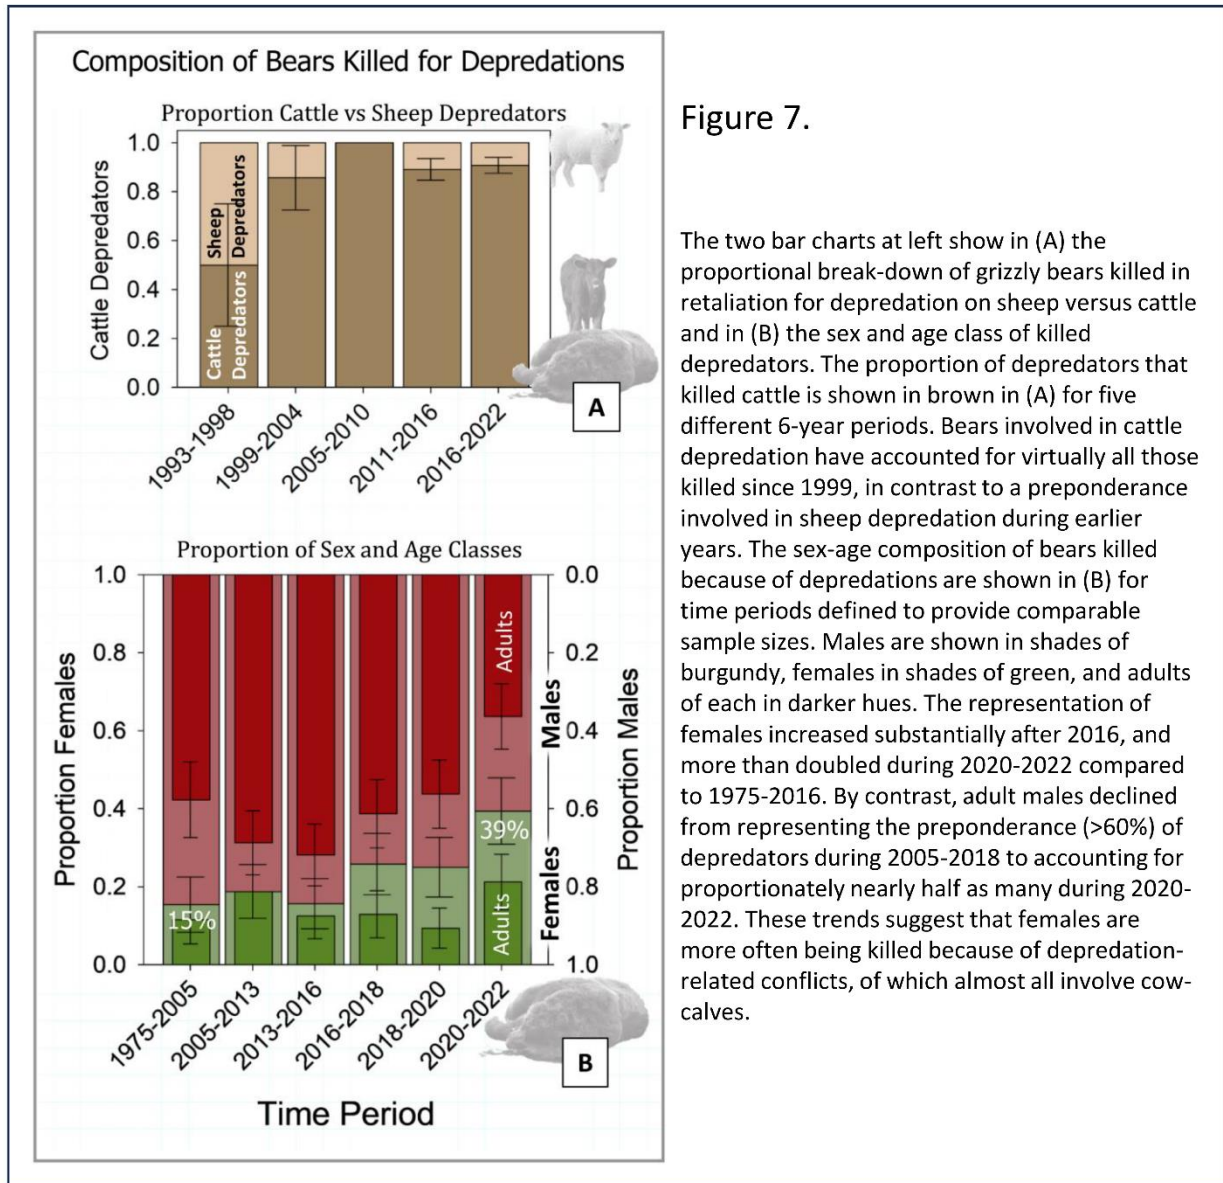 Composition of Bears Killed for Depredations
Proportion Cattle vs Sheep Depredators
Cattle Depredators
1.0
0.8
0.6
0.4
0.2
0.0
Sheep
Depredators
Cattle
Depredators
1993-1998
1999-2004
2005-2010
2011-2016
2016-2022
A
Proportion of Sex and Age Classes
Proportion Females
1.0
0.8
0.6
0.4
0.2
0.0
15%
39%
Adults
Adults
Males
Females
0.0
0.2
0.4
0.6
0.8
1.0
Proportion Males
1975-2005
2005-2013
2013-2016
2016-2018
2018-2020
2020-2022
B
Time Period
Figure 7.
The two bar charts at left show in (A) the
proportional break-down of grizzly bears killed in
retaliation for depredation on sheep versus cattle
and in (B) the sex and age class of killed
depredators. The proportion of depredators that
killed cattle is shown in brown in (A) for five
different 6-year periods. Bears involved in cattle
depredation have accounted for virtually all those
killed since 1999, in contrast to a preponderance
involved in sheep depredation during earlier
years. The sex-age composition of bears killed
because of depredations are shown in (B) for
time periods defined to provide comparable
sample sizes. Males are shown in shades of
burgundy, females in shades of green, and adults
of each in darker hues. The representation of
females increased substantially after 2016, and
more than doubled during 2020-2022 compared
to 1975-2016. By contrast, adult males declined
from representing the preponderance (>60%) of
depredators during 2005-2018 to accounting for
proportionately nearly half as many during 2020-
2022. These trends suggest that females are
more often being killed because of depredation-
related conflicts, of which almost all involve cow-
calves.